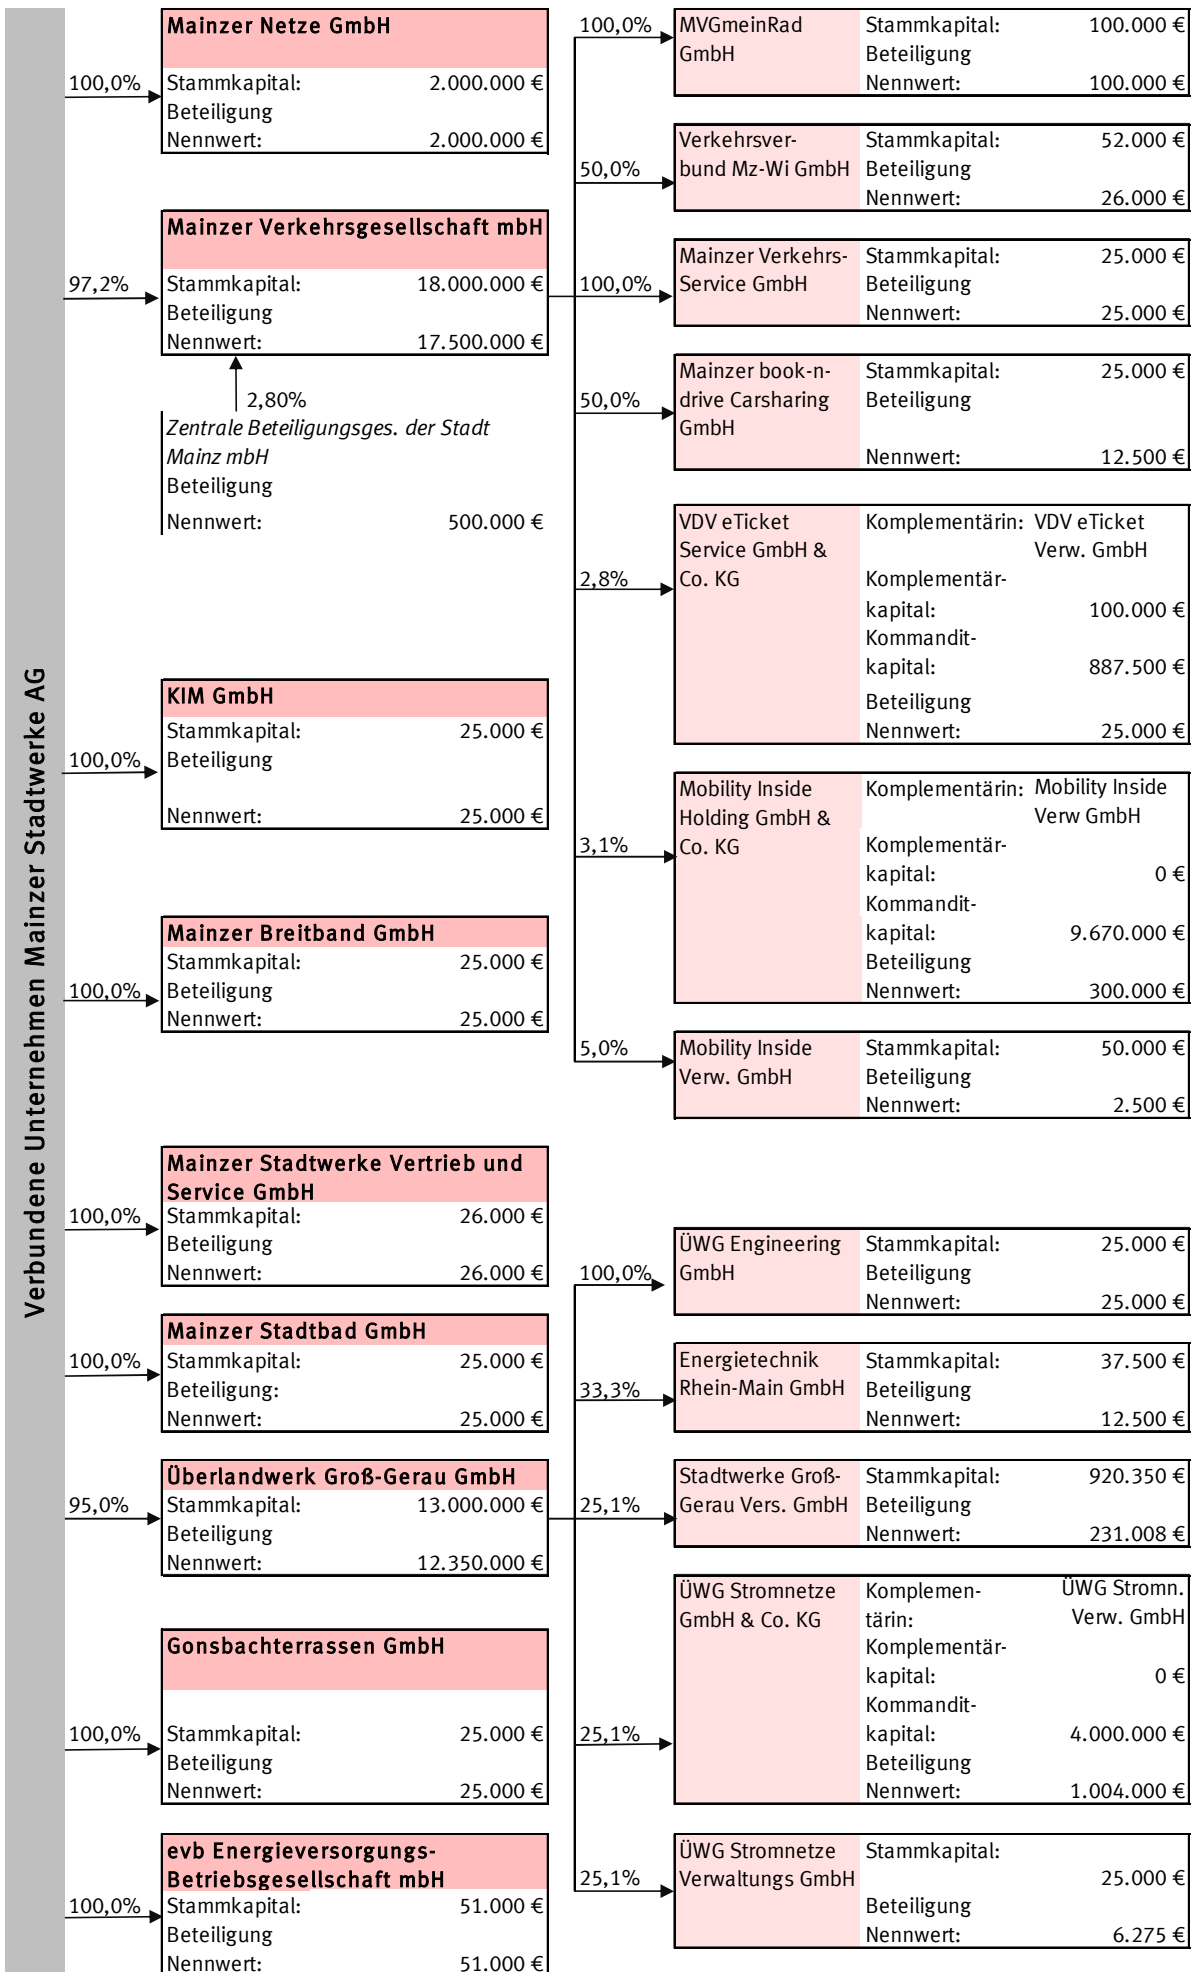 Verbundene Unternehmen Mainzer Stadtwerke AG
100,0%
Mainzer Netze GmbH
Stammkapital: 2.000.000 €
Beteiligung
Nennwert: 2.000.000 €
97,2%
Mainzer Verkehrsgesellschaft mbH
Stammkapital: 18.000.000 €
Beteiligung
Nennwert: 17.500.000 €
2,80%
Zentrale Beteiligungsges. der Stadt
Mainz mbH
Beteiligung
Nennwert: 500.000 €
100,0%
KIM GmbH
Stammkapital: 25.000 €
Beteiligung
Nennwert: 25.000 €
100,0%
Mainzer Breitband GmbH
Stammkapital: 25.000 €
Beteiligung
Nennwert: 25.000 €
100,0%
Mainzer Stadtwerke Vertrieb und
Service GmbH
Stammkapital: 26.000 €
Beteiligung
Nennwert: 26.000 €
100,0%
Mainzer Stadtbad GmbH
Stammkapital: 25.000 €
Beteiligung:
Nennwert: 25.000 €
95,0%
Überlandwerk Groß-Gerau GmbH
Stammkapital: 13.000.000 €
Beteiligung
Nennwert: 12.350.000 €
100,0%
Gonsbachterrassen GmbH
Stammkapital: 25.000 €
Beteiligung
Nennwert: 25.000 €
100,0%
evb Energieversorgungs-
Betriebsgesellschaft mbH
Stammkapital: 51.000 €
Beteiligung
Nennwert: 51.000 €
100,0%
MVGmeinRad
GmbH
Stammkapital: 100.000 €
Beteiligung
Nennwert: 100.000 €
50,0%
Verkehrsver-
bund Mz-Wi GmbH
Stammkapital: 52.000 €
Beteiligung
Nennwert: 26.000 €
100,0%
Mainzer Verkehrs-
Service GmbH
Stammkapital: 25.000 €
Beteiligung
Nennwert: 25.000 €
50,0%
Mainzer book-n-
drive Carsharing
GmbH
Stammkapital: 25.000 €
Beteiligung
Nennwert: 12.500 €
2,8%
VDV eTicket
Service GmbH &
Co. KG
Komplementärin: VDV eTicket
Verw. GmbH
Komplementär-
kapital: 100.000 €
Kommandit-
kapital: 887.500 €
Beteiligung
Nennwert: 25.000 €
3,1%
Mobility Inside
Holding GmbH &
Co. KG
Komplementärin: Mobility Inside
Verw GmbH
Komplementär-
kapital: 0 €
Kommandit-
kapital: 9.670.000 €
Beteiligung
Nennwert: 300.000 €
5,0%
Mobility Inside
Verw. GmbH
Stammkapital: 50.000 €
Beteiligung
Nennwert: 2.500 €
100,0%
ÜWG Engineering
GmbH
Stammkapital: 25.000 €
Beteiligung
Nennwert: 25.000 €
33,3%
Energietechnik
Rhein-Main GmbH
Stammkapital: 37.500 €
Beteiligung
Nennwert: 12.500 €
25,1%
Stadtwerke Groß-
Gerau Vers. GmbH
Stammkapital: 920.350 €
Beteiligung
Nennwert: 231.008 €
25,1%
ÜWG Stromnetze
GmbH & Co. KG
Komplemen- ÜWG Stromn.
tärin: Verw. GmbH
Komplementär-
kapital: 0 €
Kommandit-
kapital: 4.000.000 €
Beteiligung
Nennwert: 1.004.000 €
25,1%
ÜWG Stromnetze
Verwaltungs GmbH
Stammkapital:
25.000 €
Beteiligung
Nennwert: 6.275 €